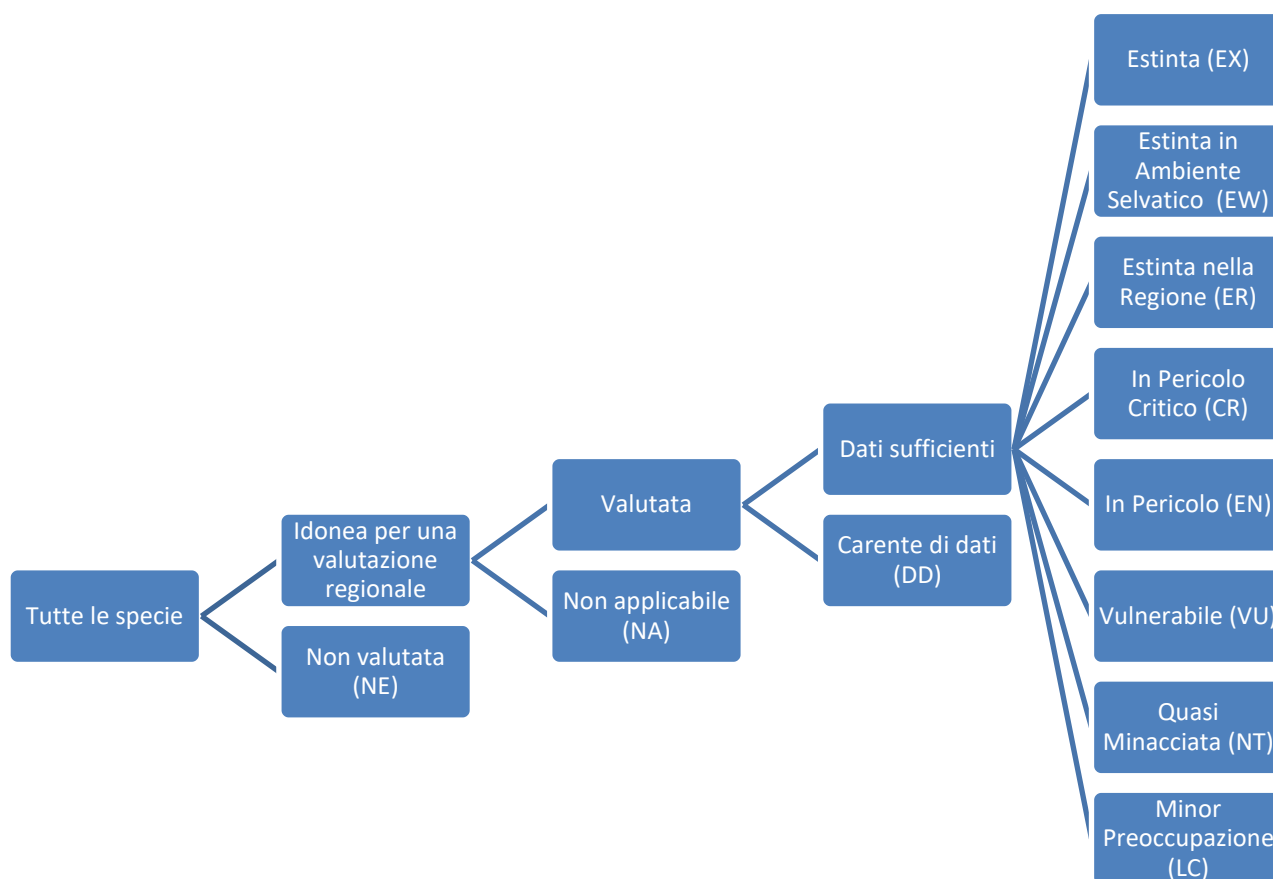 Tutte le specie
Idonea per una
valutazione
regionale
Non valutata
(NE)
Valutata
Non applicabile
(NA)
Dati sufficienti
Carente di dati
(DD)
Estinta (EX)
Estinta in
Ambiente
Selvatico (EW)
Estinta nella
Regione (ER)
In Pericolo
Critico (CR)
In Pericolo (EN)
Vulnerabile (VU)
Quasi
Minacciata (NT)
Minor
Preoccupazione
(LC)